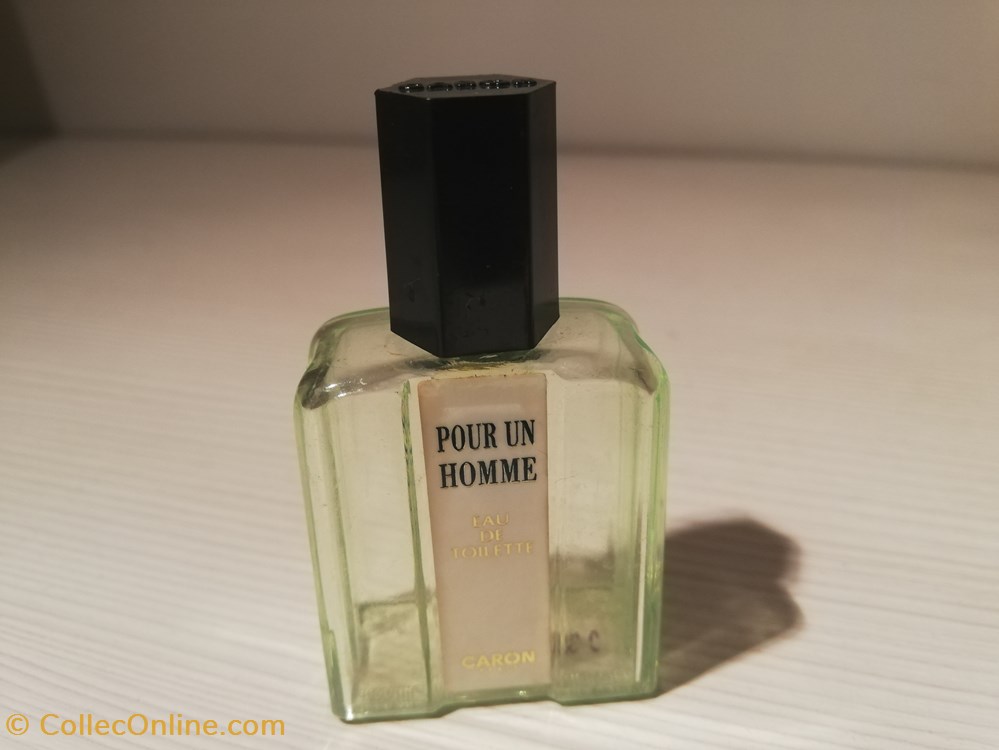 POUR UN
HOMME
EAU
DE
TOILETTE
CARON
© CollecOnline.com